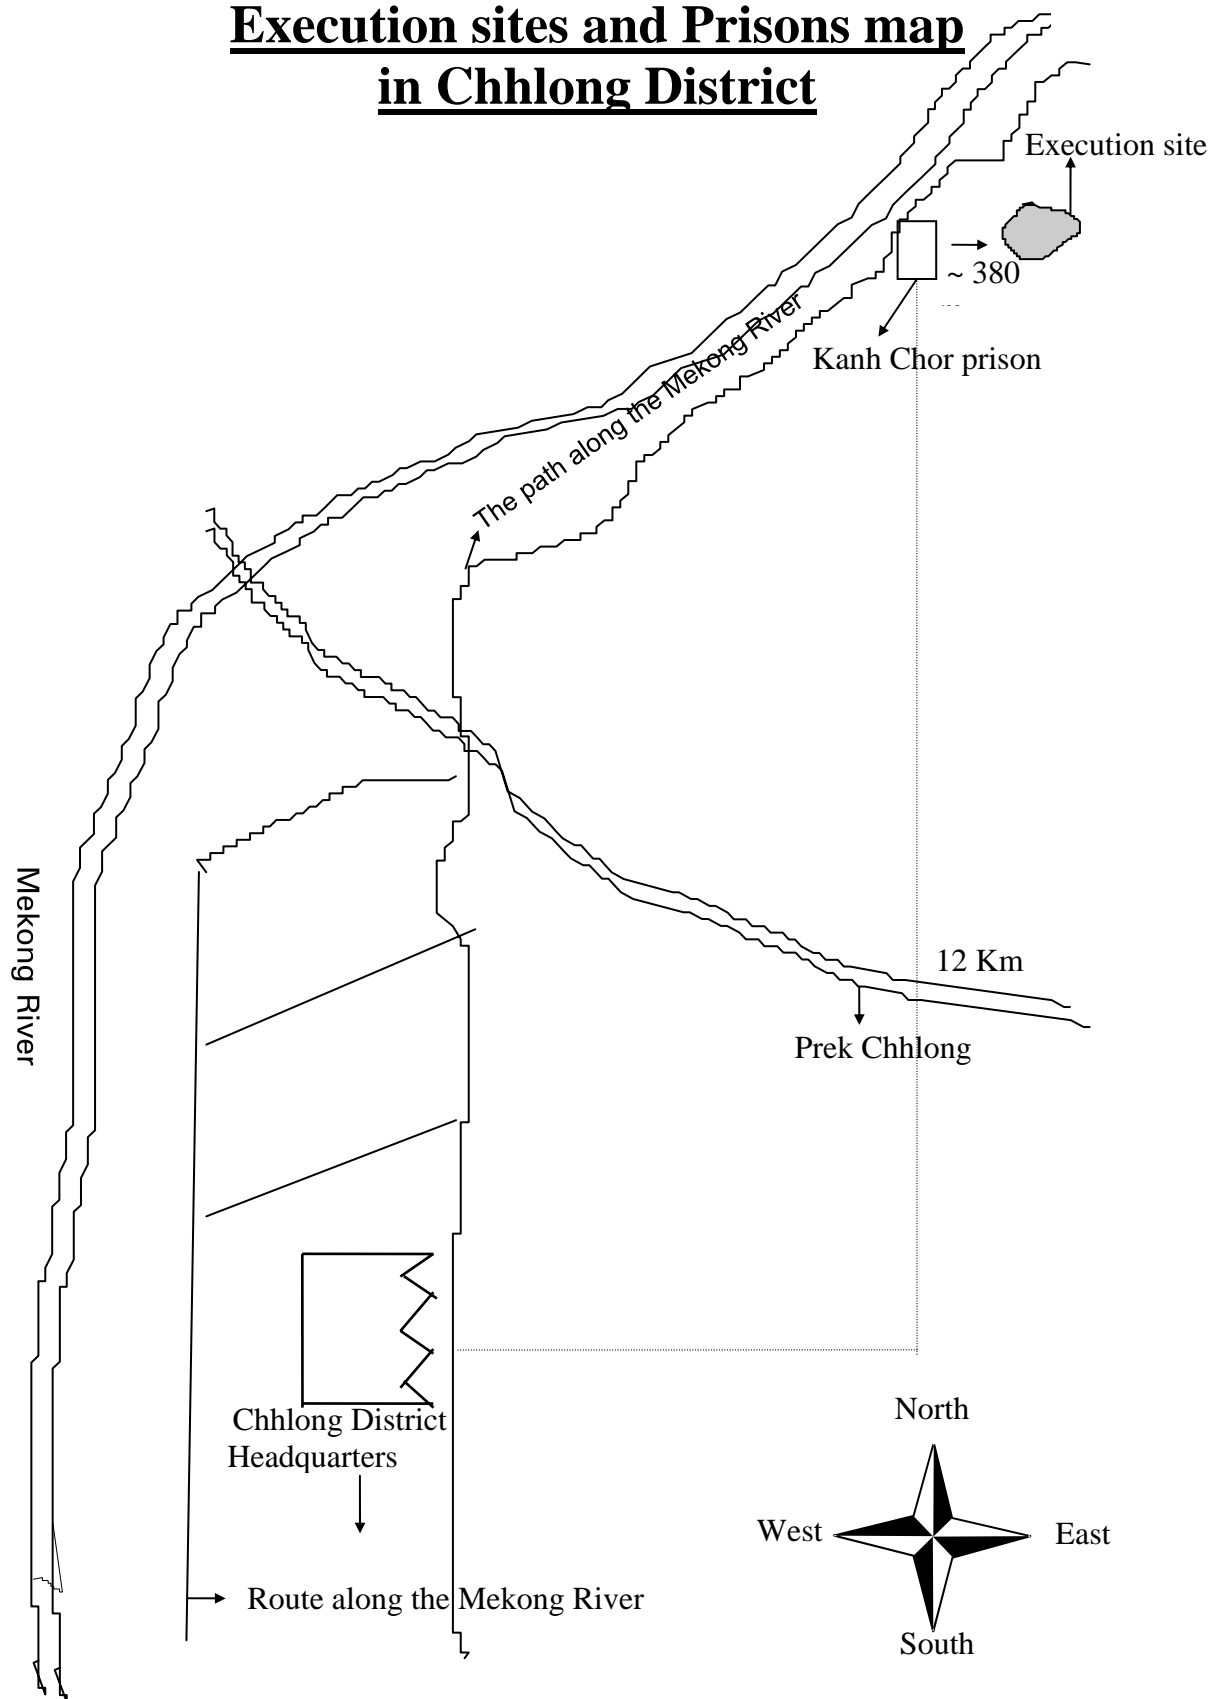 Execution sites and Prisons map
in Chhlong District
Execution site
~ 380
Kanh Chor prison
The path along the Mekong River
Mekong River
12 Km
Prek Chhlong
Chhlong District
Headquarters
North
West
East
South
Route along the Mekong River